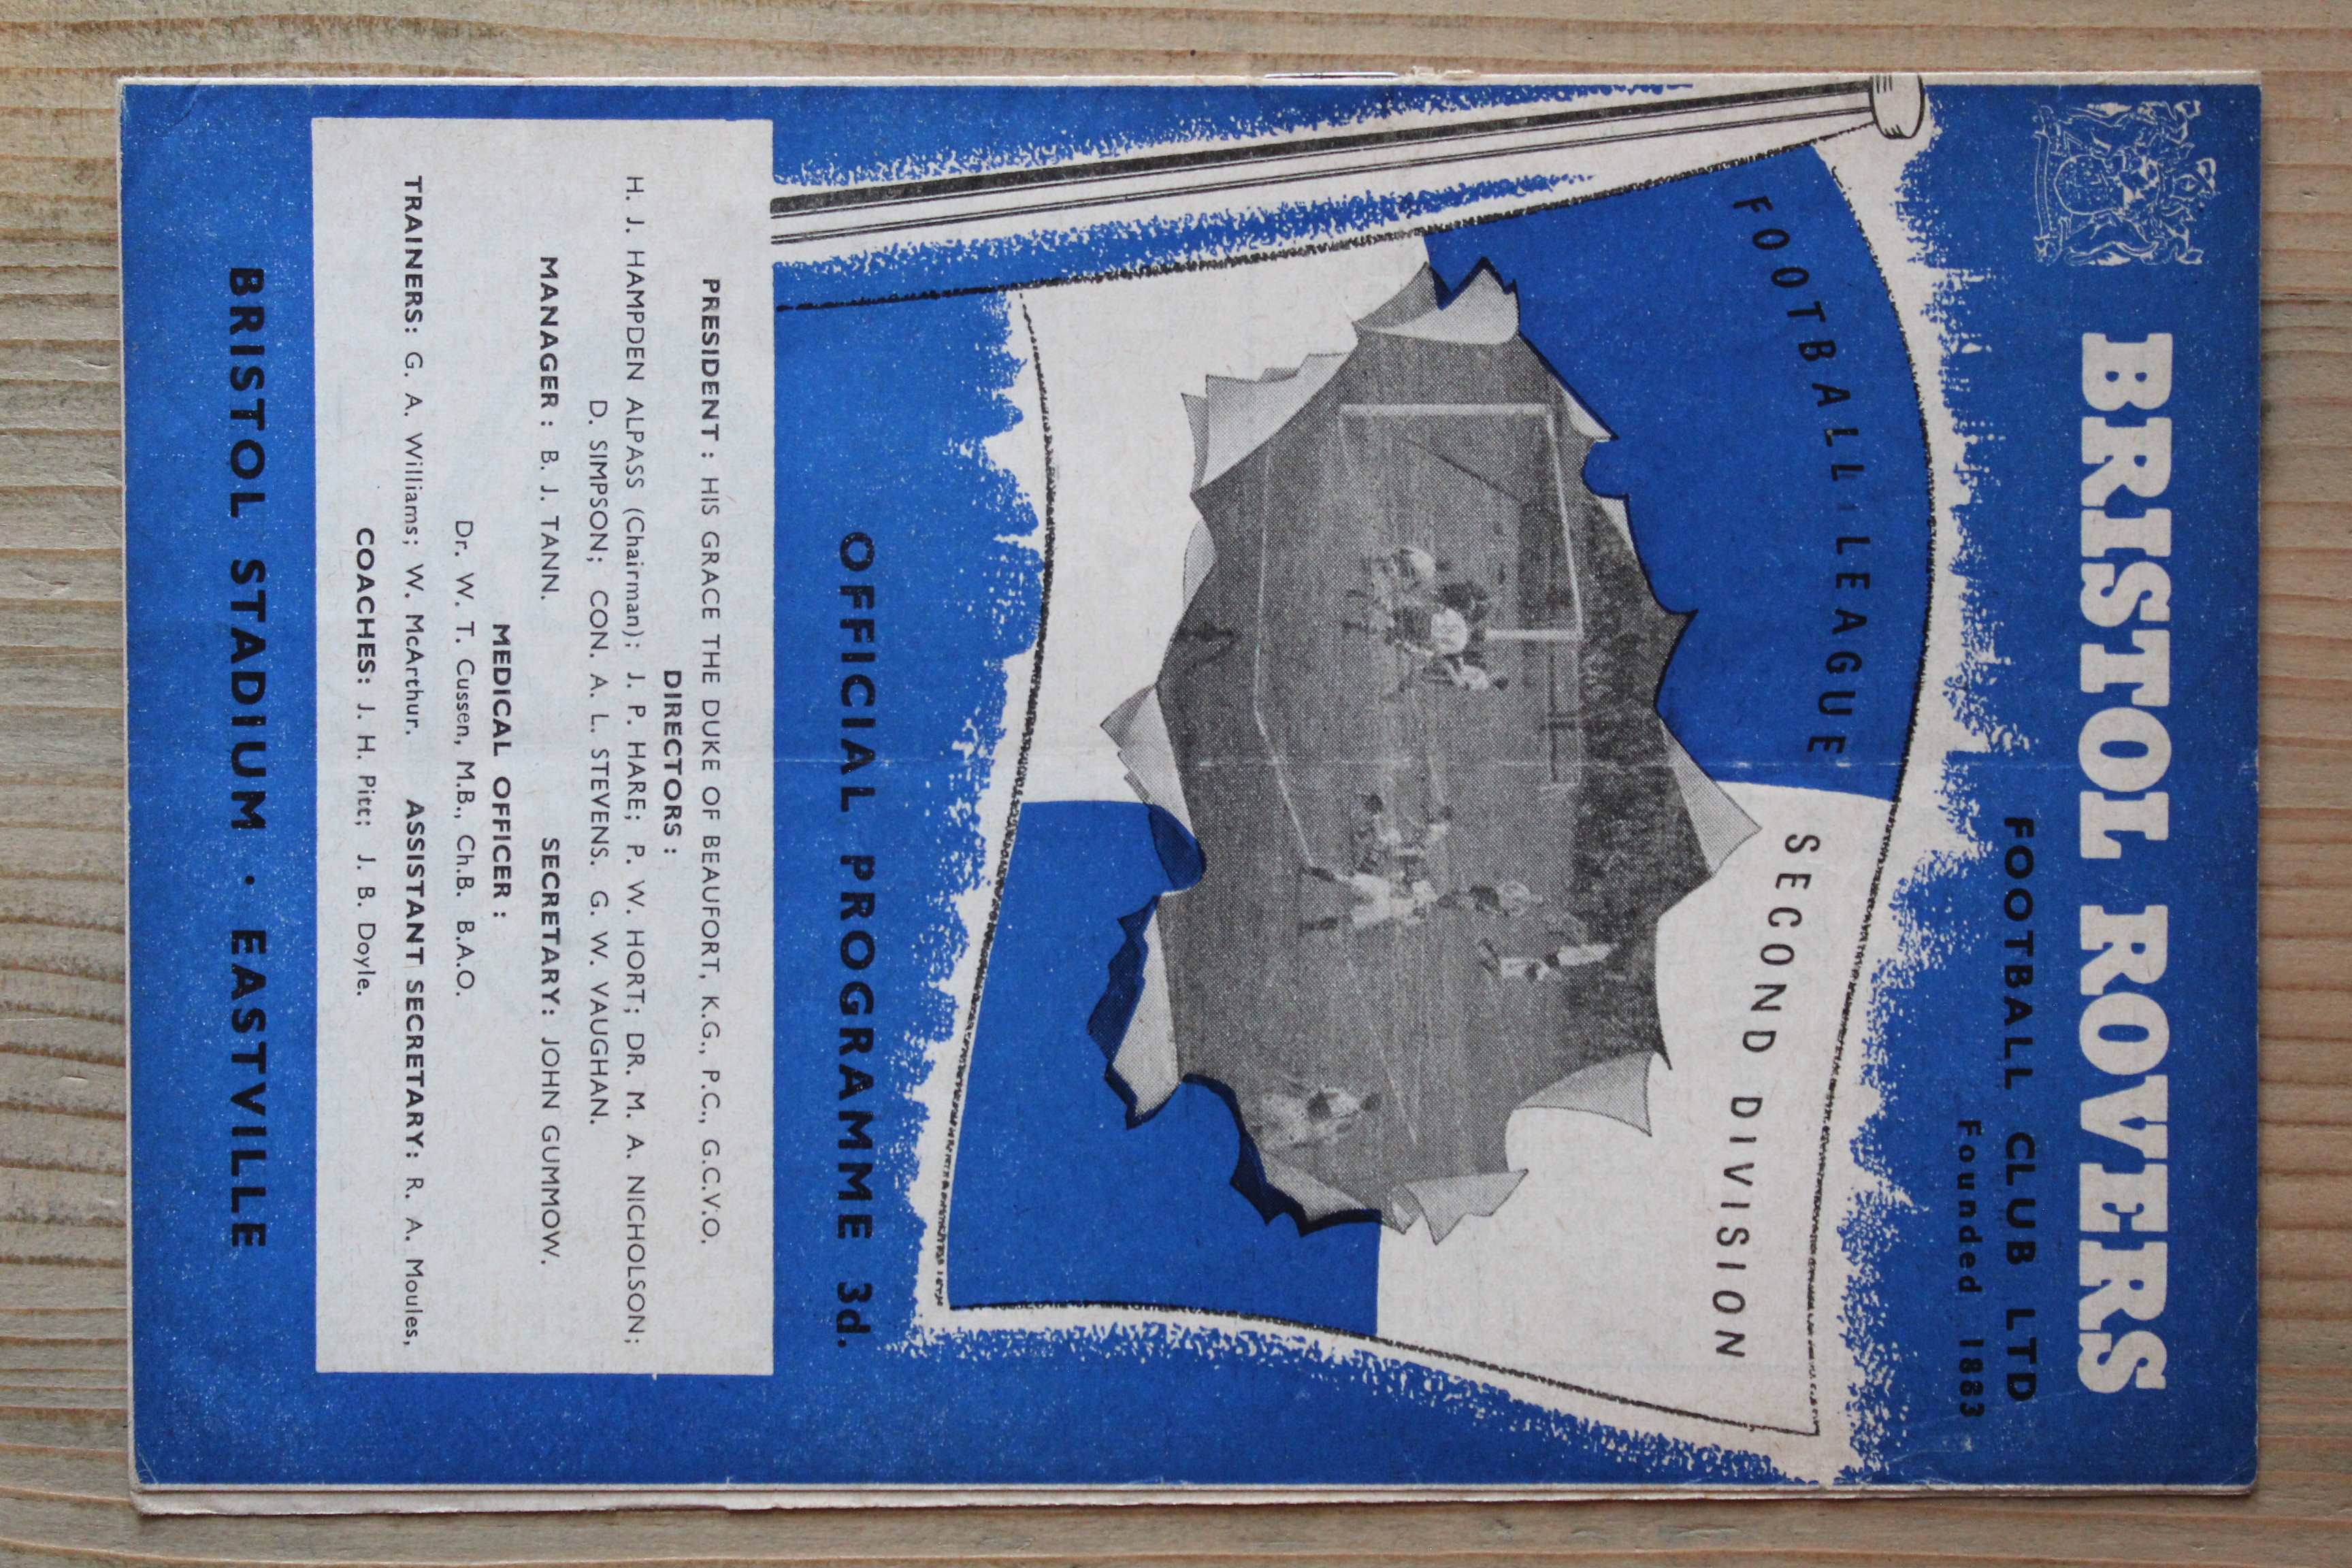 BRISTOL ROVERS
FOOTBALL CLUB LTD
Founded 1883
FOOTBALL LEAGUE
SECOND DIVISION
OFFICIAL PROGRAMME 3d.
PRESIDENT : HIS GRACE THE DUKE OF BEAUFORT, K.G., P.C., G.C.V.O.
DIRECTORS :
H. J. HAMPDEN ALPASS (Chairman); J. P. HARE; P. W. HORT; DR. M. A. NICHOLSON;
D. SIMPSON; CON. A. L. STEVENS. G. W. VAUGHAN.
MANAGER : B. J. TANN. SECRETARY: JOHN GUMMOW.
MEDICAL OFFICER :
Dr. W. T. Cussen, M.B., Ch.B. B.A.O.
TRAINERS: G. A. Williams; W. McArthur. ASSISTANT SECRETARY: R. A. Moules,
COACHES: J. H. Pitt; J. B. Doyle.
BRISTOL STADIUM · EASTVILLE